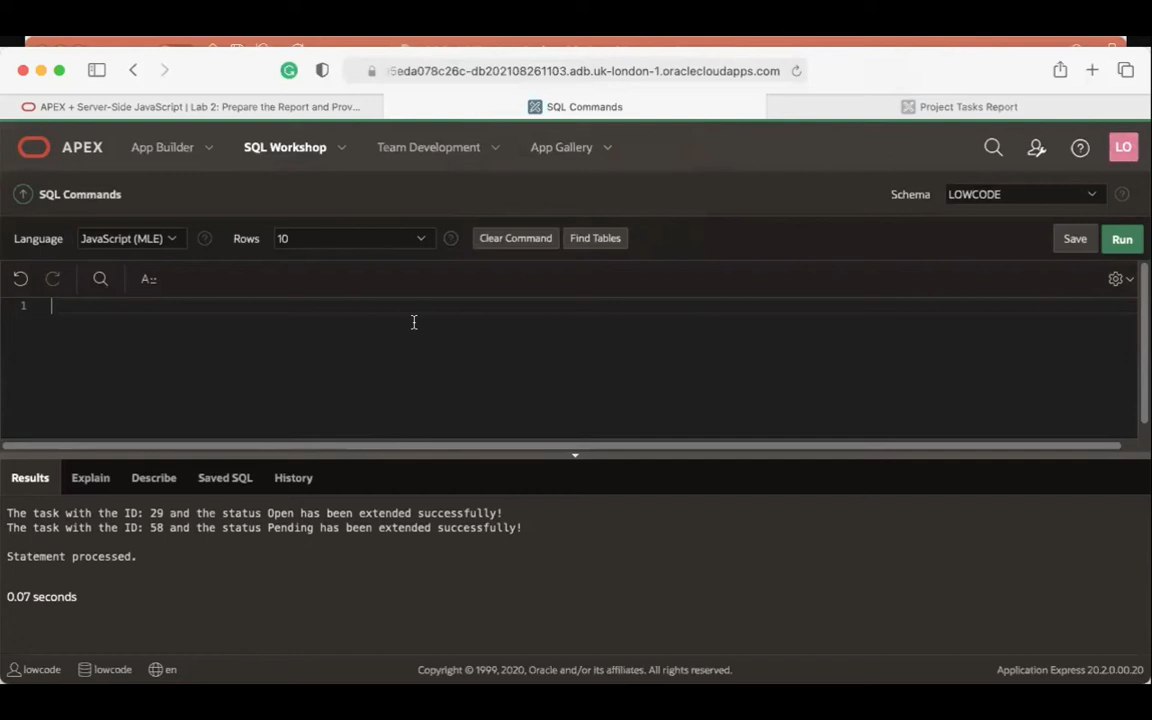 5eda078c26c-db202108261103.adb.uk-london-1.oraclecloudapps.com
APEX + Server-Side JavaScript | Lab 2: Prepare the Report and Prov...
SQL Commands
Project Tasks Report
APEX
App Builder
SQL Workshop
Team Development
App Gallery
LO
SQL Commands
Schema
LOWCODE
Language
JavaScript (MLE)
Rows
10
Clear Command
Find Tables
Save
Run
1
Results
Explain
Describe
Saved SQL
History
The task with the ID: 29 and the status Open has been extended successfully!
The task with the ID: 58 and the status Pending has been extended successfully!
Statement processed.
0.07 seconds
lowcode
lowcode
en
Copyright © 1999, 2020, Oracle and/or its affiliates. All rights reserved.
Application Express 20.2.0.00.20